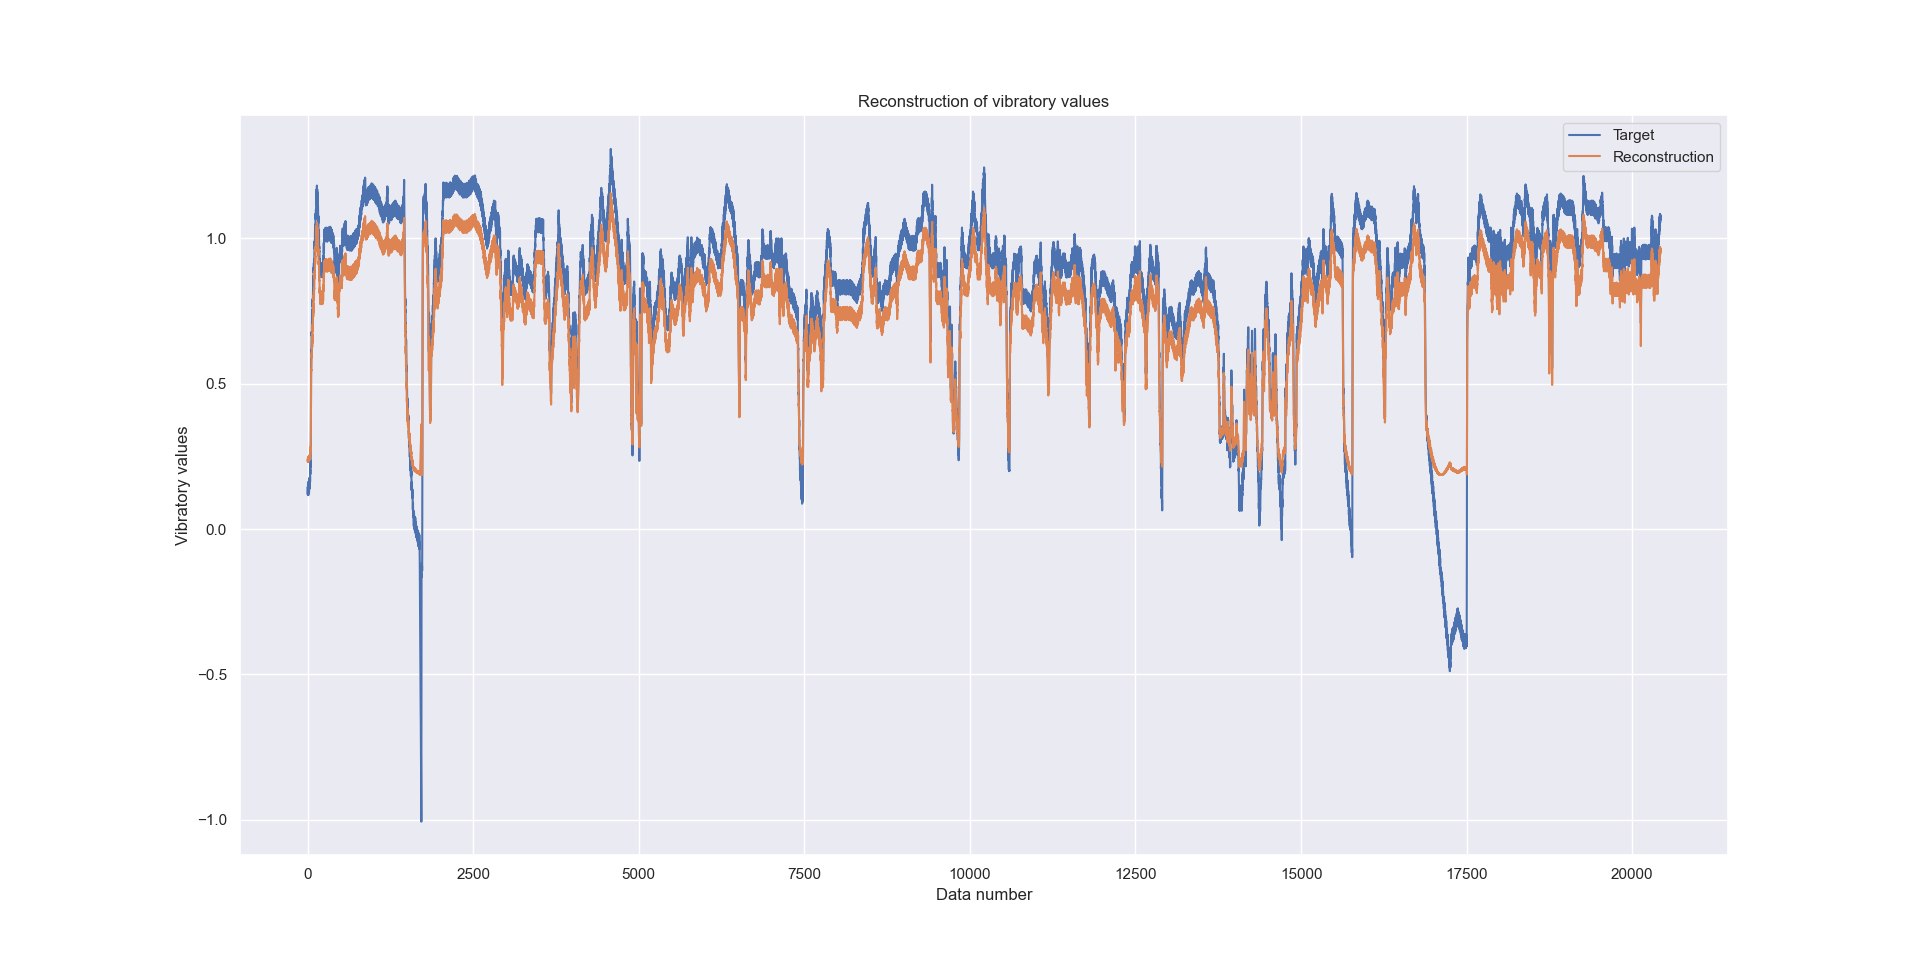 Reconstruction of vibratory values
Target
Reconstruction
Vibratory values
1.0
0.5
0.0
−0.5
−1.0
0 2500 5000 7500 10000 12500 15000 17500 20000
Data number